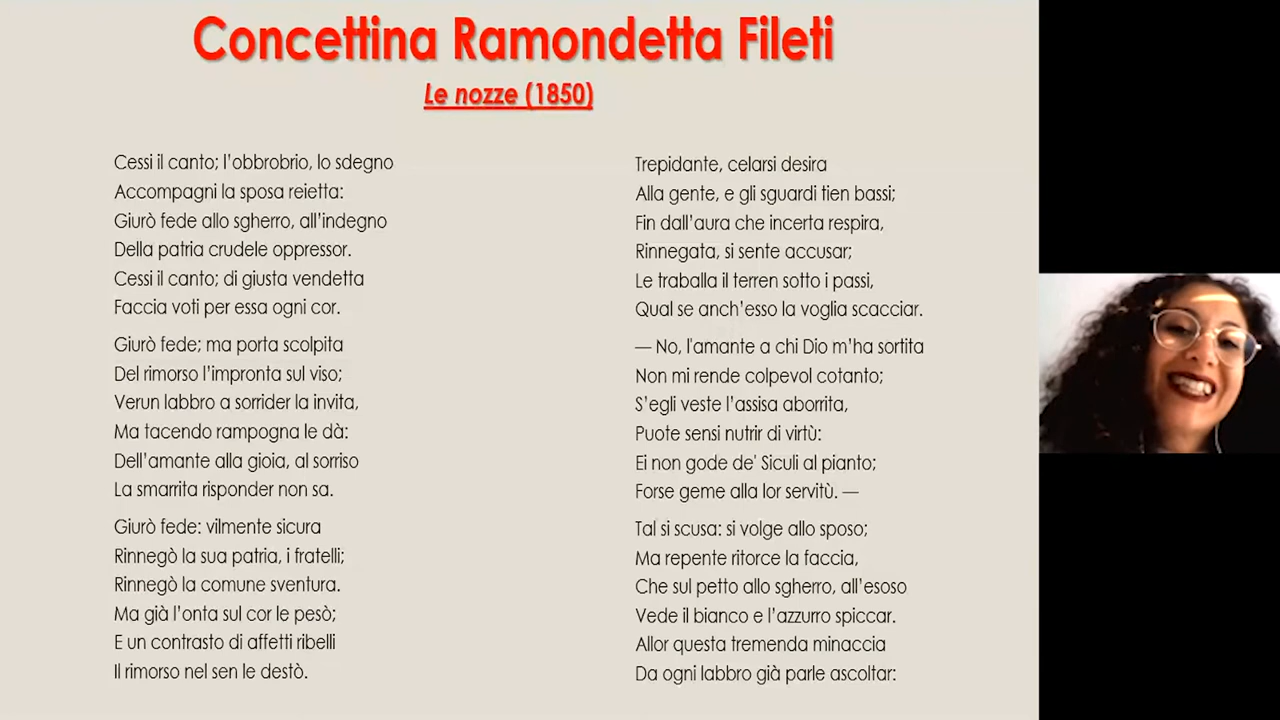 Concettina Ramondetta Fileti
Le nozze (1850)
Cessi il canto; l'obbrobrio, lo sdegno
Accompagni la sposa reietta:
Giurò fede allo sgherro, all'indegno
Della patria crudele oppressor.
Cessi il canto; di giusta vendetta
Faccia voti per essa ogni cor.
Giurò fede; ma porta scolpita
Del rimorso l'impronta sul viso;
Verun labbro a sorrider la invita,
Ma tacendo rampogna le dà:
Dell'amante alla gioia, al sorriso
La smarrita risponder non sa.
Giurò fede: vilmente sicura
Rinnegò la sua patria, i fratelli;
Rinnegò la comune sventura.
Ma già l'onta sul cor le pesò;
E un contrasto di affetti ribelli
Il rimorso nel sen le destò.
Trepidante, celarsi desira
Alla gente, e gli sguardi tien bassi;
Fin dall'aura che incerta respira,
Rinnegata, si sente accusar;
Le traballa il terren sotto i passi,
Qual se anch'esso la voglia scacciar.
— No, l'amante a chi Dio m'ha sortita
Non mi rende colpevol cotanto;
S'egli veste l'assisa aborrita,
Puote sensi nutrir di virtù:
Ei non gode de' Siculi al pianto;
Forse geme alla lor servitù. —
Tal si scusa: si volge allo sposo;
Ma repente ritorce la faccia,
Che sul petto allo sgherro, all'esoso
Vede il bianco e l'azzurro spiccar.
Allor questa tremenda minaccia
Da ogni labbro già parle ascoltar: